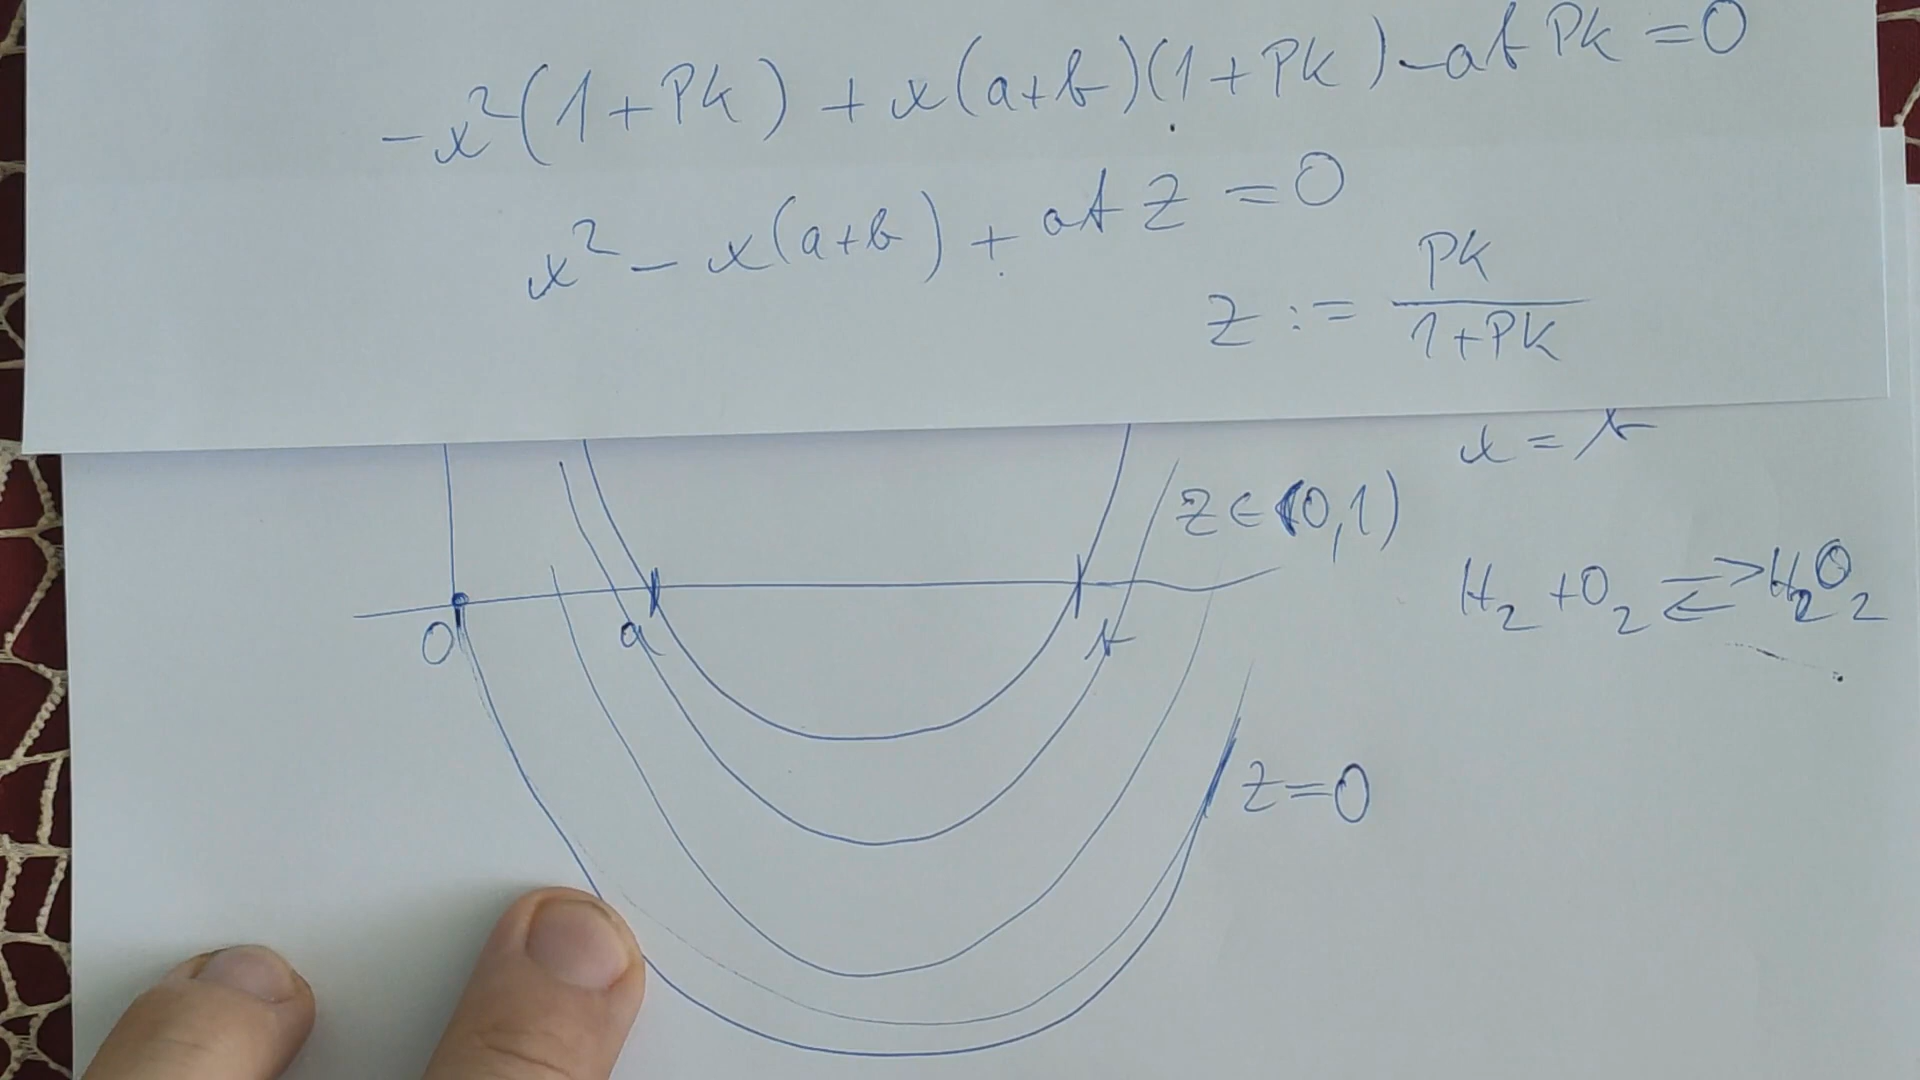 -x²(1+PK) + x(a+b)(1+PK) - ab PK = 0
x² - x(a+b) + ab z = 0
z := PK / (1+PK)
x = b
z ∈ (0,1)
H₂ + O₂ ⇄ H₂O₂
0 a b
z=0